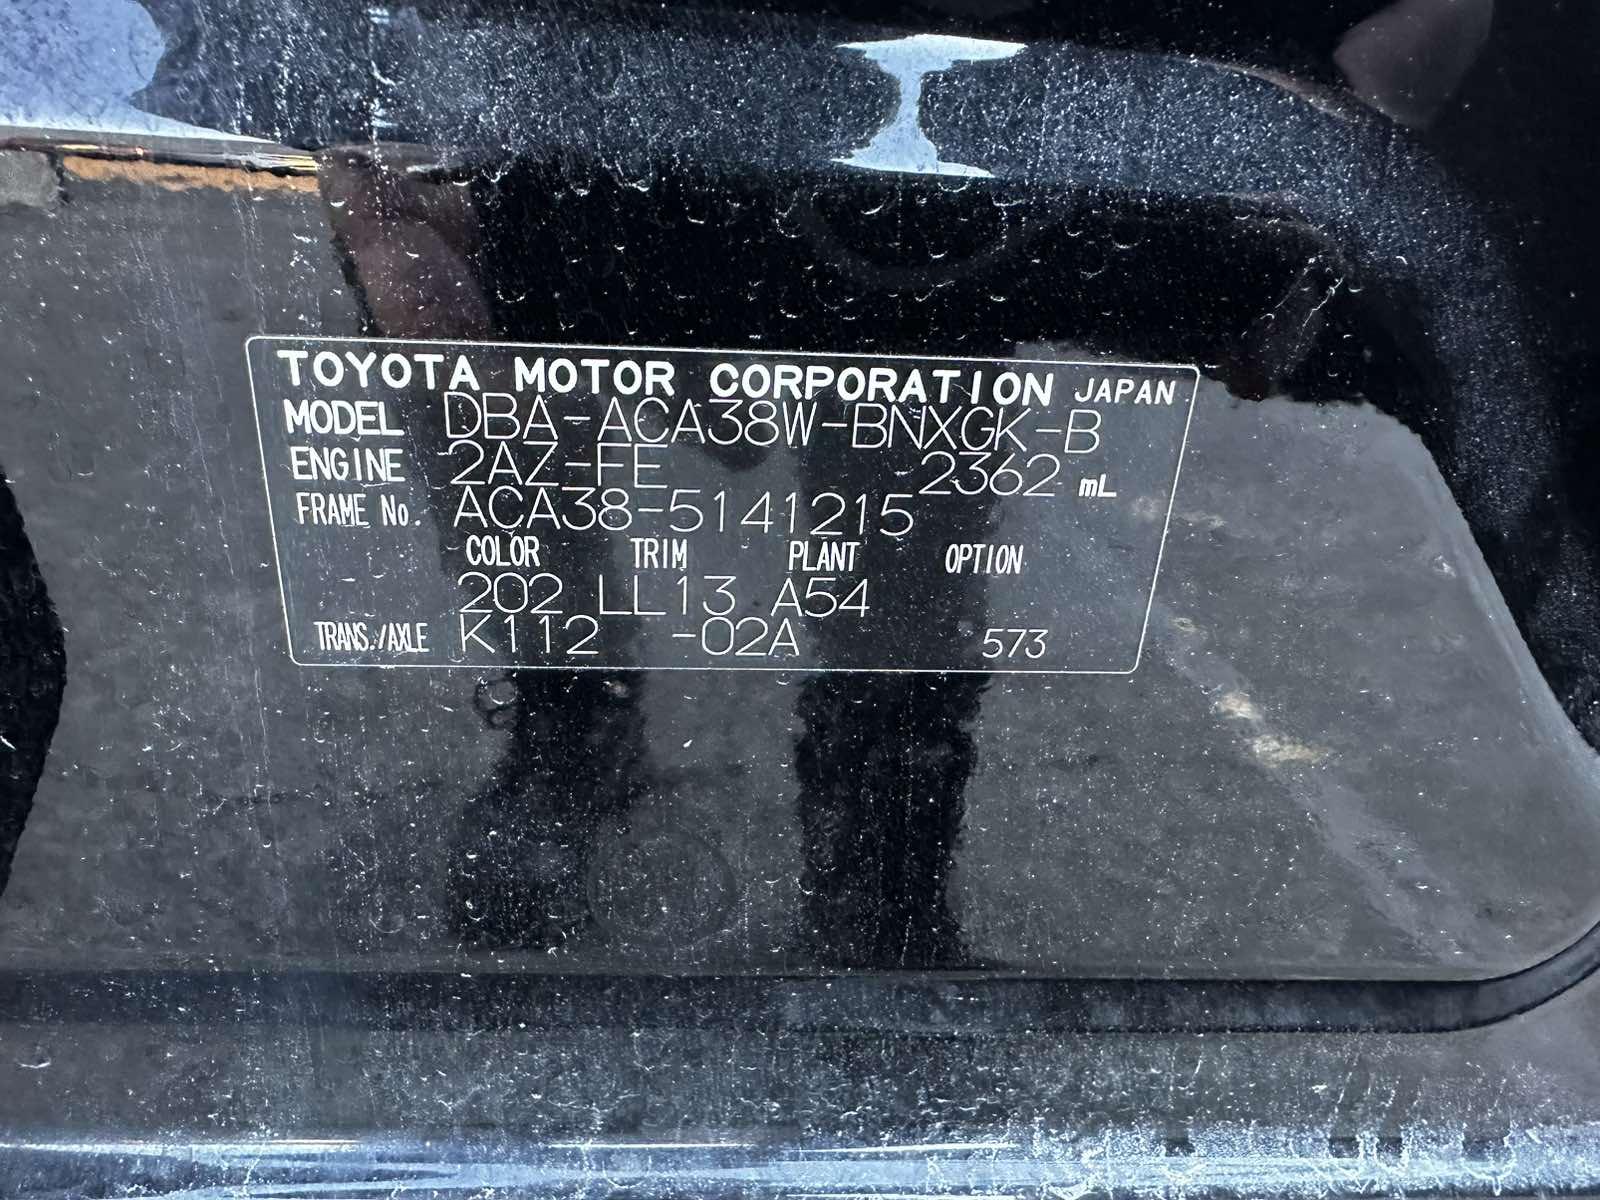 TOYOTA MOTOR CORPORATION JAPAN
MODEL DBA-ACA38W-BNXGK-B
ENGINE 2AZ-FE 2362 mL
FRAME No. ACA38-5141215
COLOR TRIM PLANT OPTION
202 LL13 A54
TRANS./AXLE K112 -02A 573